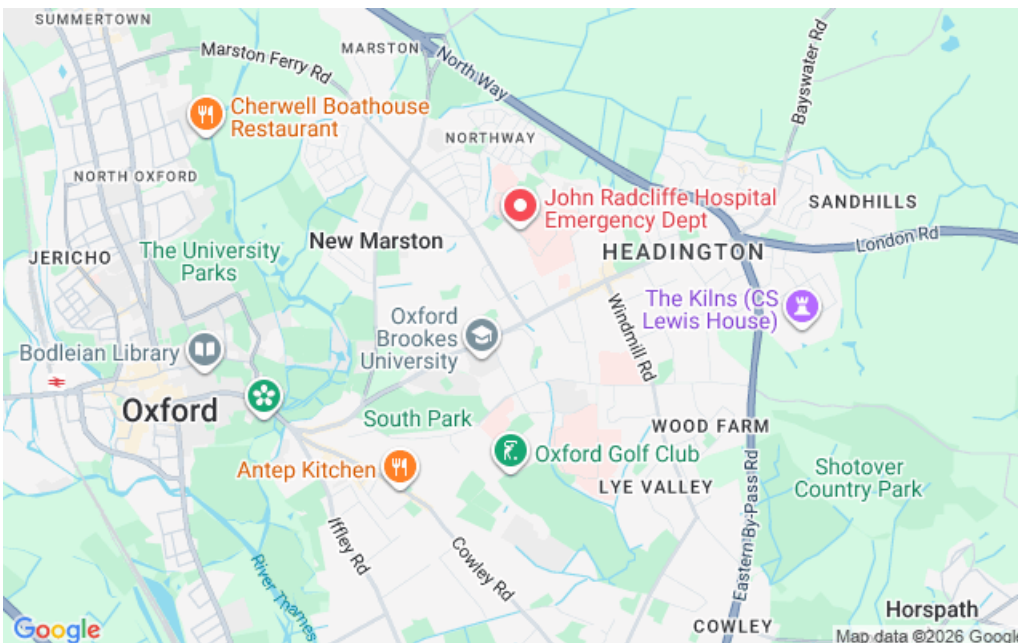 SUMMERTOWN
Marston Ferry Rd
MARSTON
North Way
Bayswater Rd
Cherwell Boathouse
Restaurant
NORTHWAY
NORTH OXFORD
John Radcliffe Hospital
Emergency Dept
SANDHILLS
New Marston
The University
Parks
JERICHO
HEADINGTON
London Rd
The Kilns (CS
Lewis House)
Windmill Rd
Oxford
Brookes
University
Bodleian Library
Oxford
South Park
WOOD FARM
Antep Kitchen
Oxford Golf Club
LYE VALLEY
Shotover
Country Park
Eastern By-Pass Rd
Iffley Rd
Cowley Rd
River Thames
Horspath
COWLEY
Google
Map data ©2026 Google